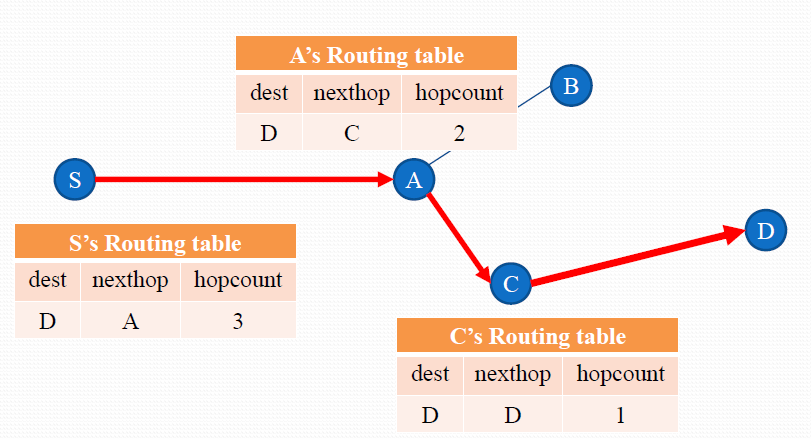 A’s Routing table
dest nexthop hopcount
D C 2
B
S
A
D
S’s Routing table
dest nexthop hopcount
D A 3
C
C’s Routing table
dest nexthop hopcount
D D 1